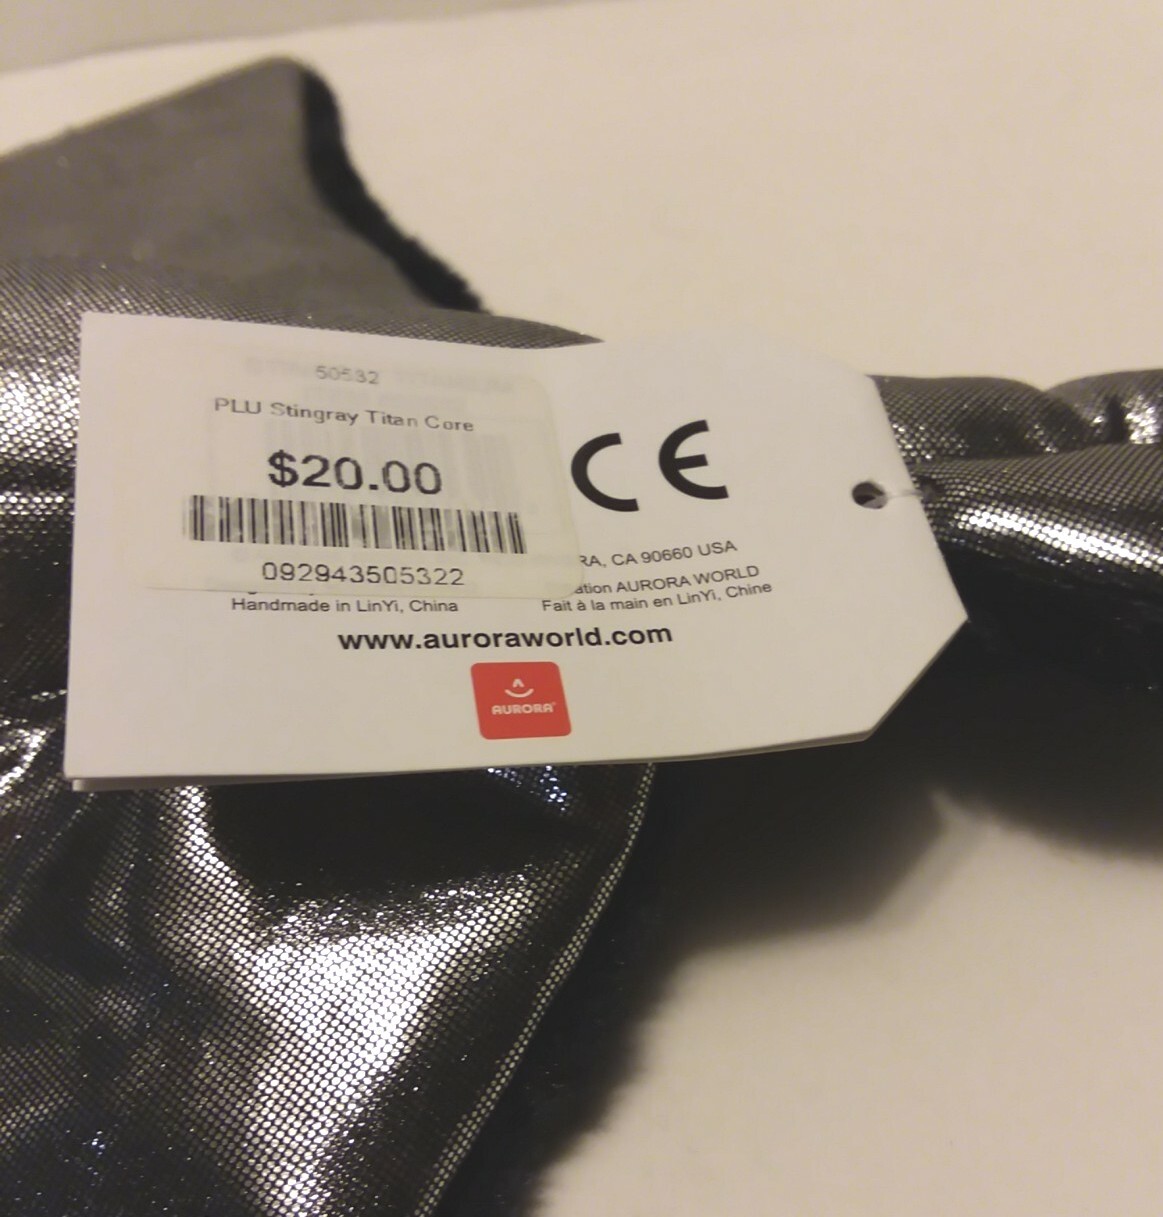 50532
PLU Stingray Titan Core
$20.00
092943505322
CE
RA, CA 90660 USA
ation AURORA WORLD
Handmade in LinYi, China
Fait à la main en LinYi, Chine
www.auroraworld.com
AURORA